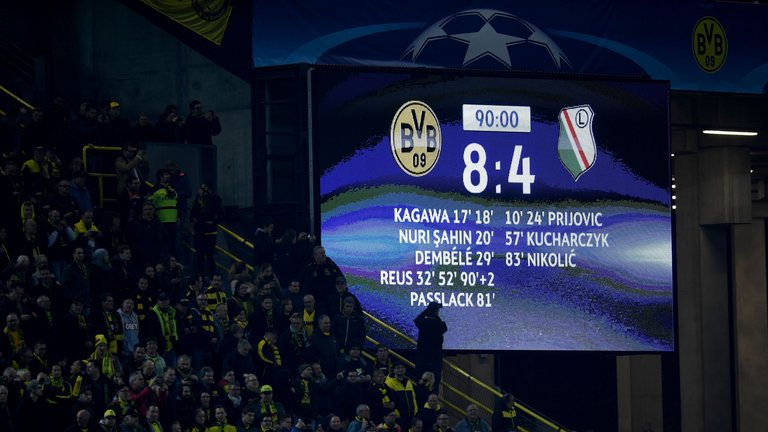 BVB
09
90:00
BVB
09
L
8:4
KAGAWA 17' 18' 10' 24' PRIJOVIC
NURI ŞAHIN 20' 57' KUCHARCZYK
DEMBÉLÉ 29' 83' NIKOLIĆ
REUS 32' 52' 90'+2
PASSLACK 81'